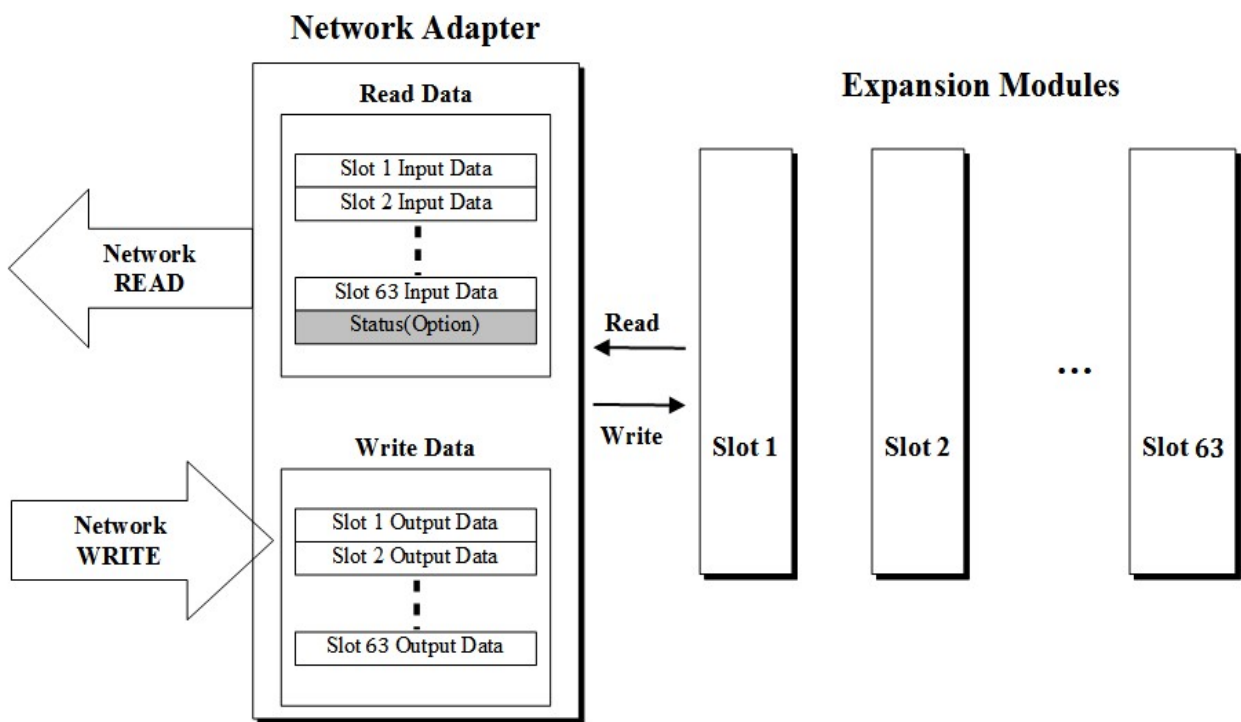 Network Adapter
Read Data
Slot 1 Input Data
Slot 2 Input Data
Slot 63 Input Data
Status(Option)
Network
READ
Write Data
Slot 1 Output Data
Slot 2 Output Data
Slot 63 Output Data
Network
WRITE
Read
Write
Expansion Modules
Slot 1
Slot 2
...
Slot 63